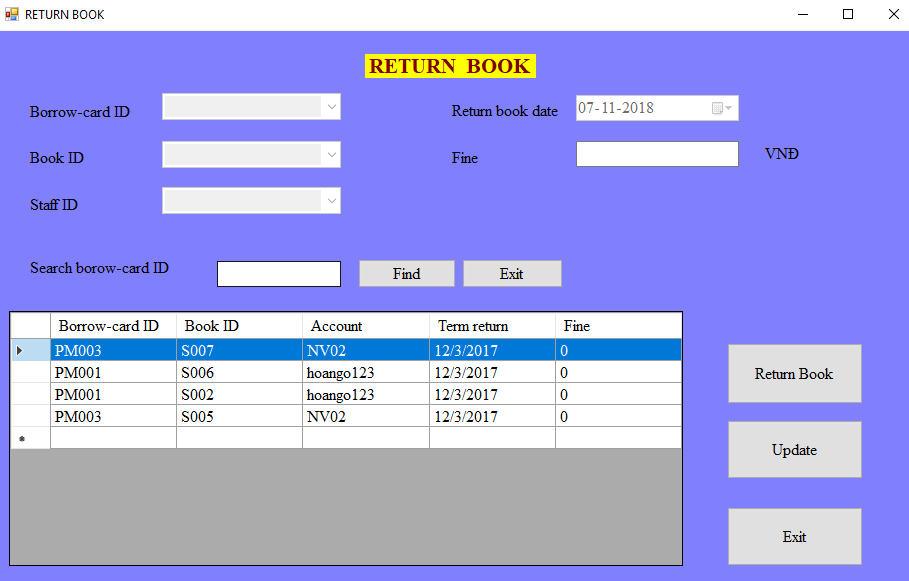 RETURN BOOK
RETURN BOOK
Borrow-card ID
Return book date 07-11-2018
Book ID
Fine VNĐ
Staff ID
Search borow-card ID Find Exit
Borrow-card ID Book ID Account Term return Fine
PM003 S007 NV02 12/3/2017 0
PM001 S006 hoango123 12/3/2017 0
PM001 S002 hoango123 12/3/2017 0
PM003 S005 NV02 12/3/2017 0
Return Book
Update
Exit